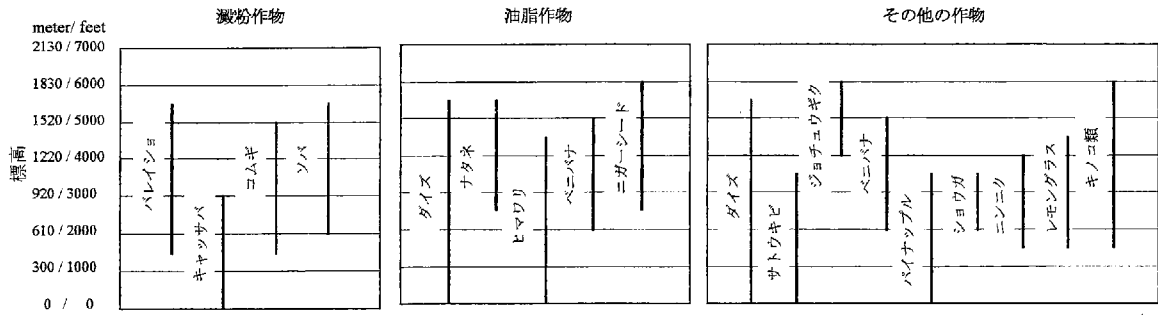 澱粉作物
油脂作物
その他の作物
meter/ feet
2130 / 7000
1830 / 6000
1520 / 5000
1220 / 4000
920 / 3000
610 / 2000
300 / 1000
0 / 0
標高
バレイショ
キャッサバ
コムギ
ソバ
ダイズ
ナタネ
ヒマワリ
ベニバナ
ニガーシード
ダイズ
サトウキビ
ジョチュウギク
ベニバナ
パイナップル
ショウガ
ニンニク
レモングラス
キノコ類